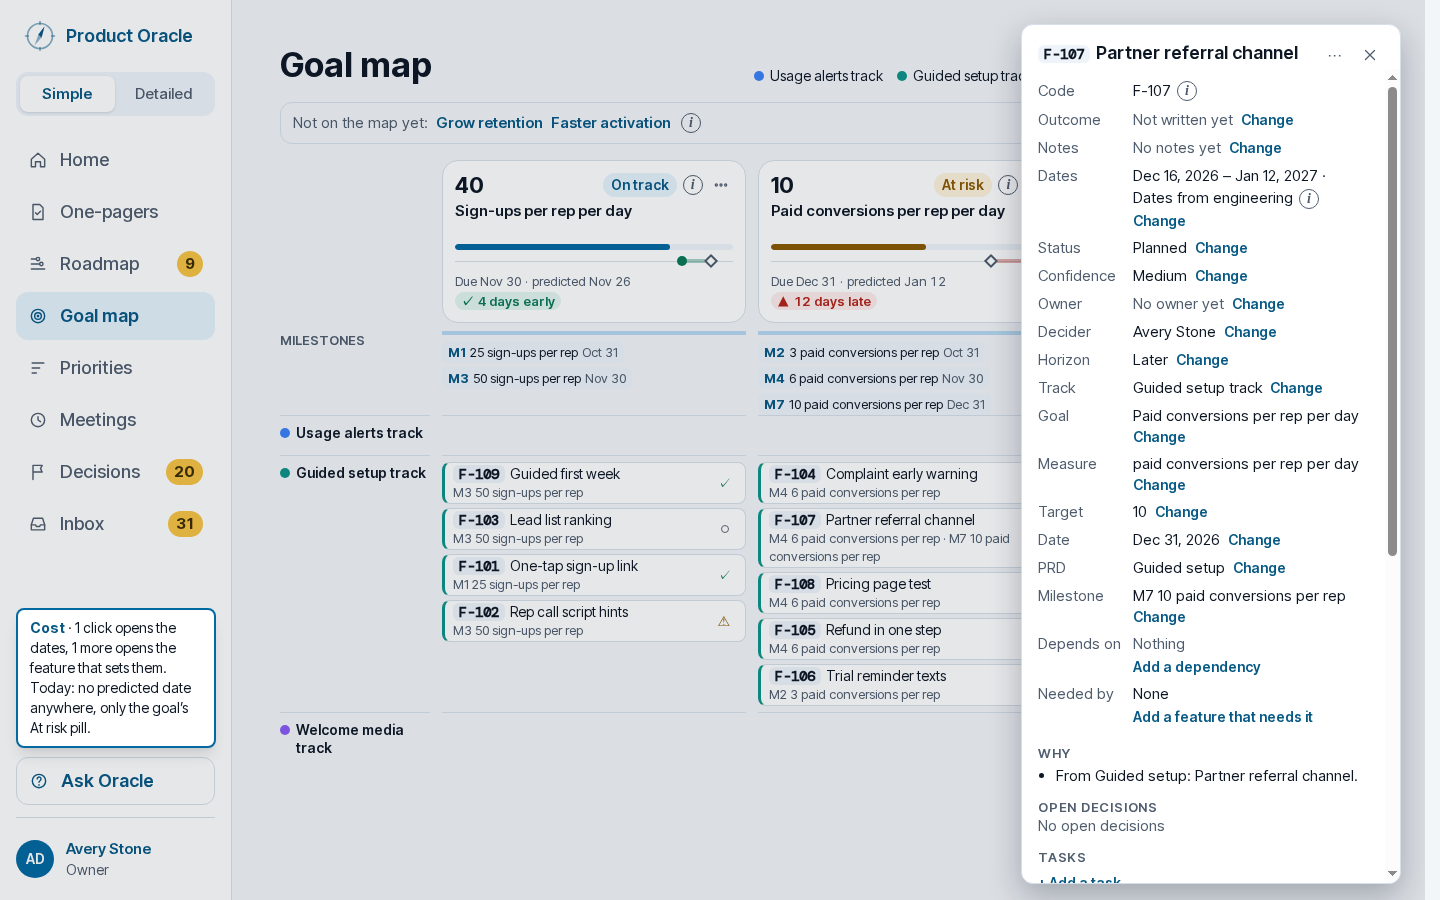 Product Oracle
Simple
Detailed
Home
One-pagers
Roadmap
9
Goal map
Priorities
Meetings
Decisions
20
Inbox
31
Cost · 1 click opens the
dates, 1 more opens the
feature that sets them.
Today: no predicted date
anywhere, only the goal's
At risk pill.
Ask Oracle
AD
Avery Stone
Owner
Goal map
Usage alerts track
Guided setup trac
Not on the map yet: Grow retention Faster activation i
40
On track
i
Sign-ups per rep per day
Due Nov 30 · predicted Nov 26
✓ 4 days early
10
At risk
i
Paid conversions per rep per day
Due Dec 31 · predicted Jan 12
▲ 12 days late
MILESTONES
M1 25 sign-ups per rep Oct 31
M3 50 sign-ups per rep Nov 30
M2 3 paid conversions per rep Oct 31
M4 6 paid conversions per rep Nov 30
M7 10 paid conversions per rep Dec 31
Usage alerts track
Guided setup track
F-109 Guided first week
M3 50 sign-ups per rep
F-103 Lead list ranking
M3 50 sign-ups per rep
F-101 One-tap sign-up link
M1 25 sign-ups per rep
F-102 Rep call script hints
M3 50 sign-ups per rep
F-104 Complaint early warning
M4 6 paid conversions per rep
F-107 Partner referral channel
M4 6 paid conversions per rep · M7 10 paid
conversions per rep
F-108 Pricing page test
M4 6 paid conversions per rep
F-105 Refund in one step
M4 6 paid conversions per rep
F-106 Trial reminder texts
M2 3 paid conversions per rep
Welcome media
track
F-107 Partner referral channel
Code F-107 i
Outcome Not written yet Change
Notes No notes yet Change
Dates Dec 16, 2026 – Jan 12, 2027 ·
Dates from engineering i
Change
Status Planned Change
Confidence Medium Change
Owner No owner yet Change
Decider Avery Stone Change
Horizon Later Change
Track Guided setup track Change
Goal Paid conversions per rep per day
Change
Measure paid conversions per rep per day
Change
Target 10 Change
Date Dec 31, 2026 Change
PRD Guided setup Change
Milestone M7 10 paid conversions per rep
Change
Depends on Nothing
Add a dependency
Needed by None
Add a feature that needs it
WHY
• From Guided setup: Partner referral channel.
OPEN DECISIONS
No open decisions
TASKS
+ Add a task